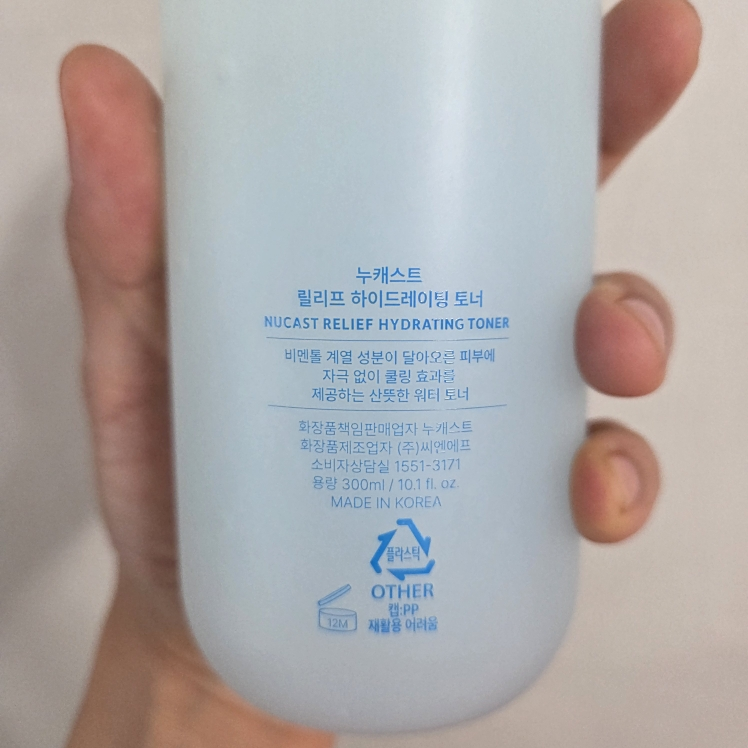 누캐스트
릴리프 하이드레이팅 토너
NUCAST RELIEF HYDRATING TONER
비멘톨 계열 성분이 달아오른 피부에
자극 없이 쿨링 효과를
제공하는 산뜻한 워터 토너
화장품책임판매업자 누캐스트
화장품제조업자 (주)씨엔에프
소비자상담실 1551-3171
용량 300ml / 10.1 fl. oz.
MADE IN KOREA
플라스틱
OTHER
캡:PP
재활용 어려움
12M